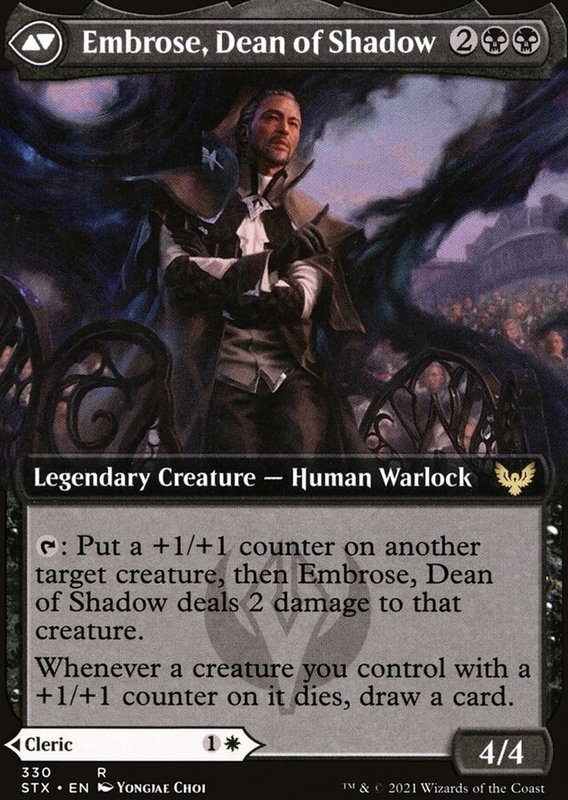 Embrose, Dean of Shadow 2
Legendary Creature — Human Warlock
: Put a +1/+1 counter on another
target creature, then Embrose, Dean
of Shadow deals 2 damage to that
creature.
Whenever a creature you control with a
+1/+1 counter on it dies, draw a card.
Cleric 1
4/4
330 R
STX • EN Yongjae Choi
™ & © 2021 Wizards of the Coast